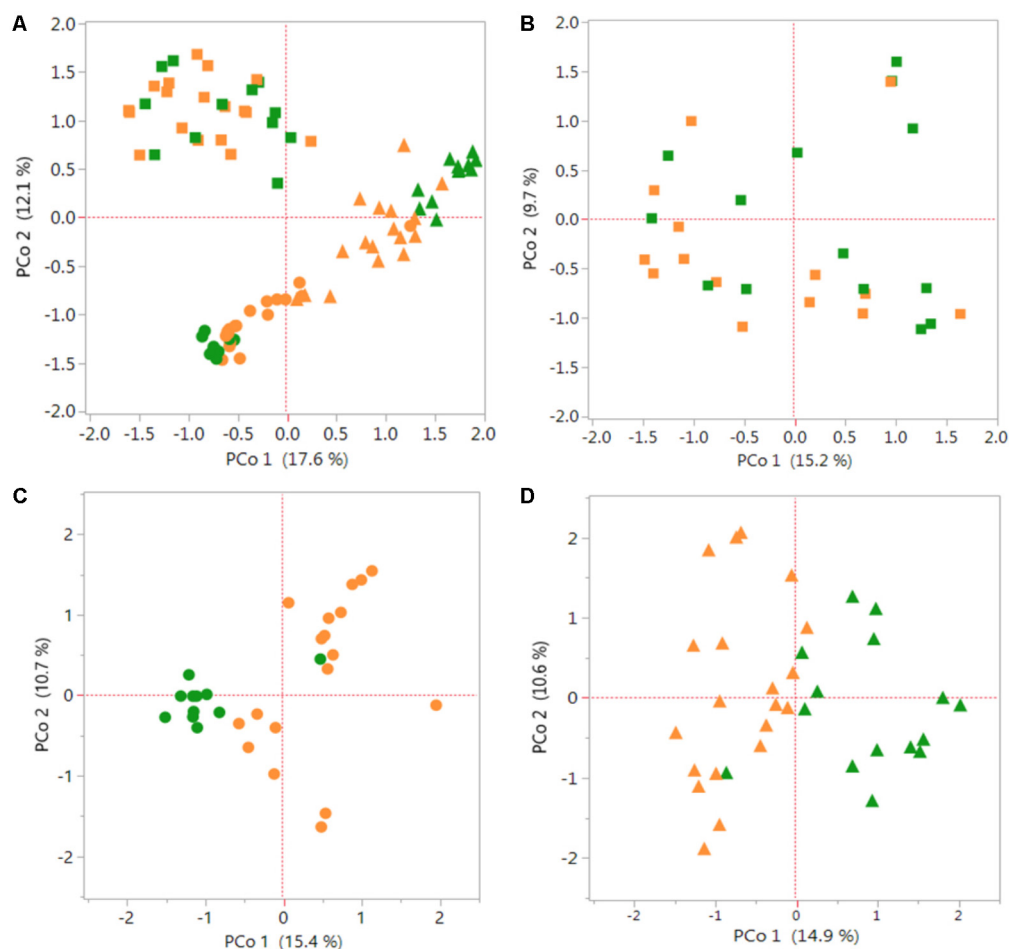 A
2.0
1.5
1.0
0.5
0.0
-0.5
-1.0
-1.5
-2.0
PCo 2 (12.1 %)
-2.0 -1.5 -1.0 -0.5 0.0 0.5 1.0 1.5 2.0
PCo 1 (17.6 %)
B
2.0
1.5
1.0
0.5
0.0
-0.5
-1.0
-1.5
-2.0
PCo 2 (9.7 %)
-2.0 -1.5 -1.0 -0.5 0.0 0.5 1.0 1.5 2.0
PCo 1 (15.2 %)
C
2
1
0
-1
-2
PCo 2 (10.7 %)
-2 -1 0 1 2
PCo 1 (15.4 %)
D
2
1
0
-1
-2
PCo 2 (10.6 %)
-2 -1 0 1 2
PCo 1 (14.9 %)